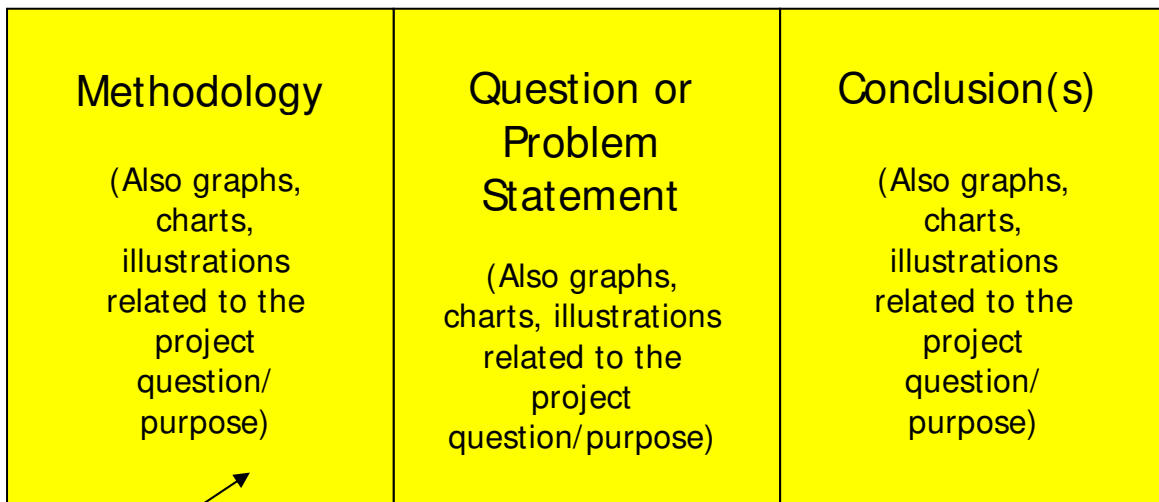 Methodology
(Also graphs,
charts,
illustrations
related to the
project
question/
purpose)
Question or
Problem
Statement
(Also graphs,
charts, illustrations
related to the
project
question/purpose)
Conclusion(s)
(Also graphs,
charts,
illustrations
related to the
project
question/
purpose)